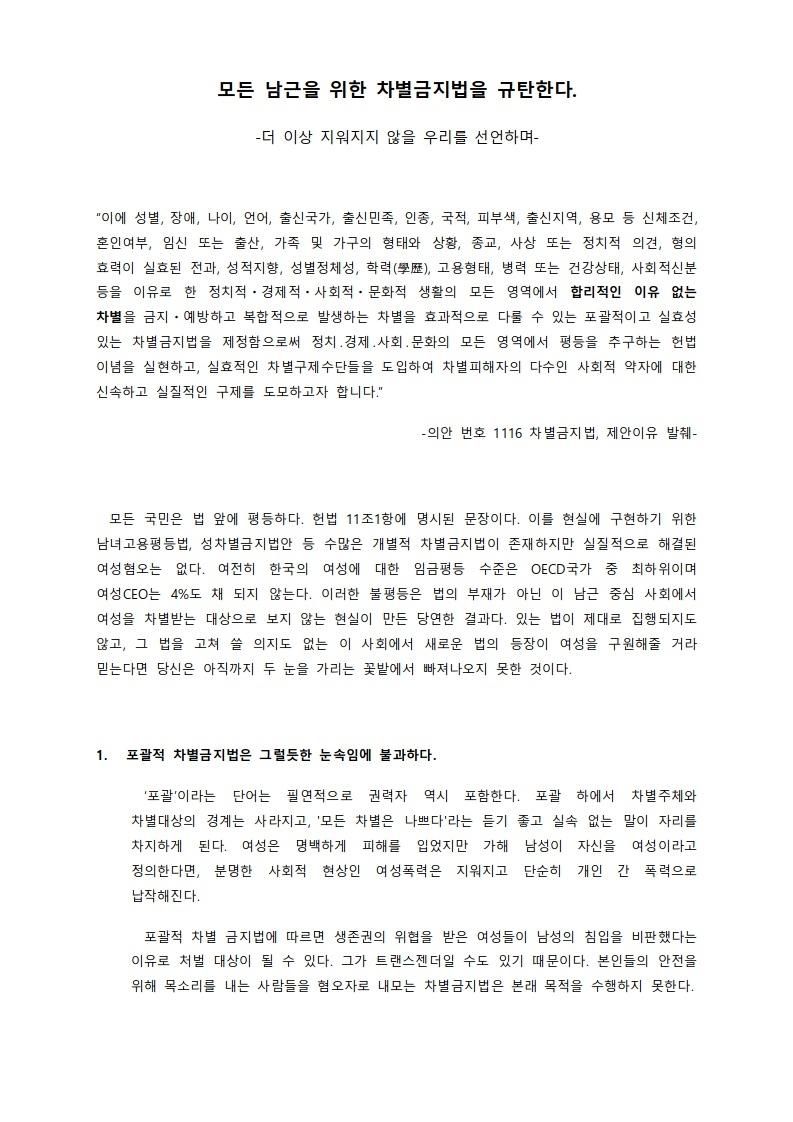 모든 남근을 위한 차별금지법을 규탄한다.
-더 이상 지워지지 않을 우리를 선언하며-
“이에 성별, 장애, 나이, 언어, 출신국가, 출신민족, 인종, 국적, 피부색, 출신지역, 용모 등 신체조건,
혼인여부, 임신 또는 출산, 가족 및 가구의 형태와 상황, 종교, 사상 또는 정치적 의견, 형의
효력이 실효된 전과, 성적지향, 성별정체성, 학력(學歷), 고용형태, 병력 또는 건강상태, 사회적신분
등을 이유로 한 정치적・경제적・사회적・문화적 생활의 모든 영역에서 합리적인 이유 없는
차별을 금지・예방하고 복합적으로 발생하는 차별을 효과적으로 다룰 수 있는 포괄적이고 실효성
있는 차별금지법을 제정함으로써 정치.경제.사회.문화의 모든 영역에서 평등을 추구하는 헌법
이념을 실현하고, 실효적인 차별구제수단들을 도입하여 차별피해자의 다수인 사회적 약자에 대한
신속하고 실질적인 구제를 도모하고자 합니다.”
-의안 번호 1116 차별금지법, 제안이유 발췌-
모든 국민은 법 앞에 평등하다. 헌법 11조1항에 명시된 문장이다. 이를 현실에 구현하기 위한
남녀고용평등법, 성차별금지법안 등 수많은 개별적 차별금지법이 존재하지만 실질적으로 해결된
여성혐오는 없다. 여전히 한국의 여성에 대한 임금평등 수준은 OECD국가 중 최하위이며
여성CEO는 4%도 채 되지 않는다. 이러한 불평등은 법의 부재가 아닌 이 남근 중심 사회에서
여성을 차별받는 대상으로 보지 않는 현실이 만든 당연한 결과다. 있는 법이 제대로 집행되지도
않고, 그 법을 고쳐 쓸 의지도 없는 이 사회에서 새로운 법의 등장이 여성을 구원해줄 거라
믿는다면 당신은 아직까지 두 눈을 가리는 꽃밭에서 빠져나오지 못한 것이다.
1. 포괄적 차별금지법은 그럴듯한 눈속임에 불과하다.
‘포괄’이라는 단어는 필연적으로 권력자 역시 포함한다. 포괄 하에서 차별주체와
차별대상의 경계는 사라지고, '모든 차별은 나쁘다'라는 듣기 좋고 실속 없는 말이 자리를
차지하게 된다. 여성은 명백하게 피해를 입었지만 가해 남성이 자신을 여성이라고
정의한다면, 분명한 사회적 현상인 여성폭력은 지워지고 단순히 개인 간 폭력으로
납작해진다.
포괄적 차별 금지법에 따르면 생존권의 위협을 받은 여성들이 남성의 침입을 비판했다는
이유로 처벌 대상이 될 수 있다. 그가 트랜스젠더일 수도 있기 때문이다. 본인들의 안전을
위해 목소리를 내는 사람들을 혐오자로 내모는 차별금지법은 본래 목적을 수행하지 못한다.